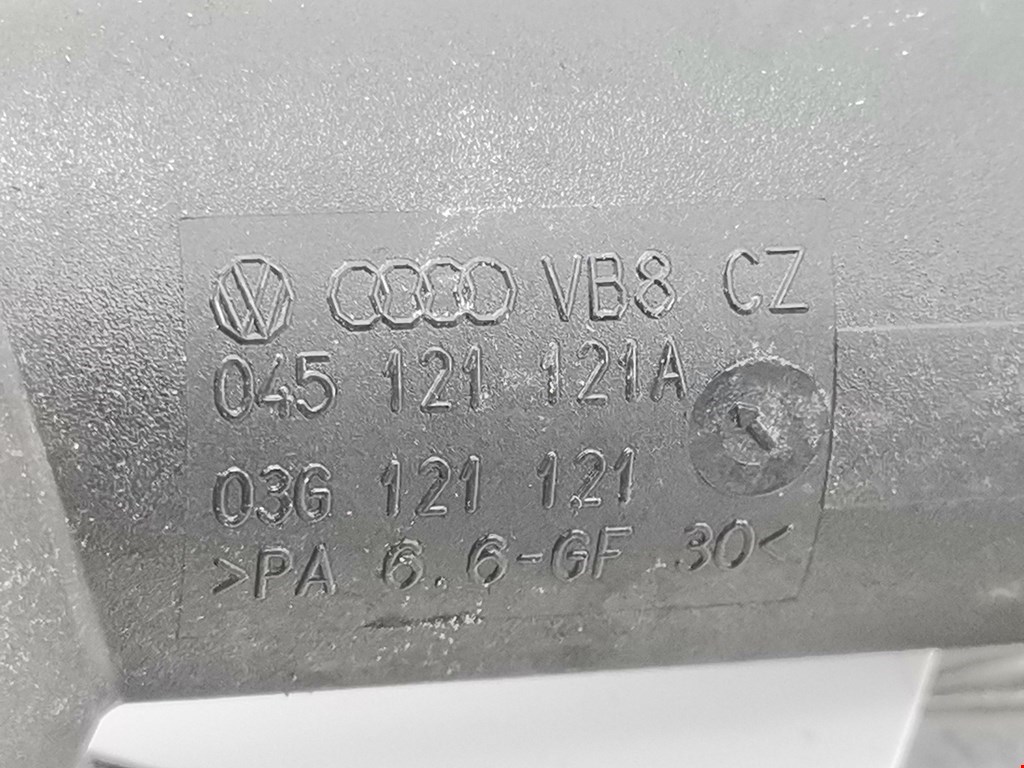 VB8 CZ
045 121 121A
03G 121 121
>PA 6.6-GF 30<